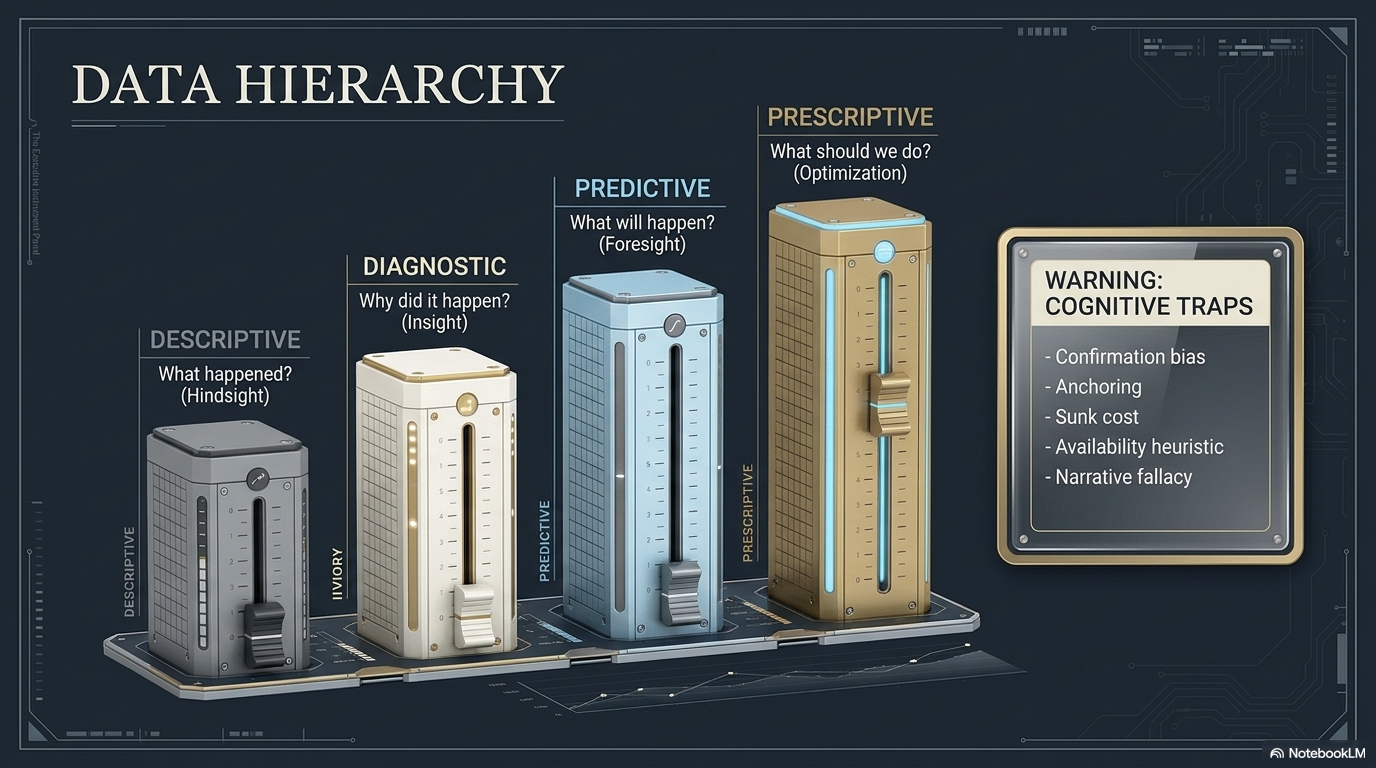 DATA HIERARCHY
DESCRIPTIVE
What happened?
(Hindsight)
DESCRIPTIVE
DIAGNOSTIC
Why did it happen?
(Insight)
IIVIORY
PREDICTIVE
What will happen?
(Foresight)
PREDICTIVE
PRESCRIPTIVE
What should we do?
(Optimization)
PRESCRIPTIVE
WARNING:
COGNITIVE TRAPS
- Confirmation bias
- Anchoring
- Sunk cost
- Availability heuristic
- Narrative fallacy
NotebookLM